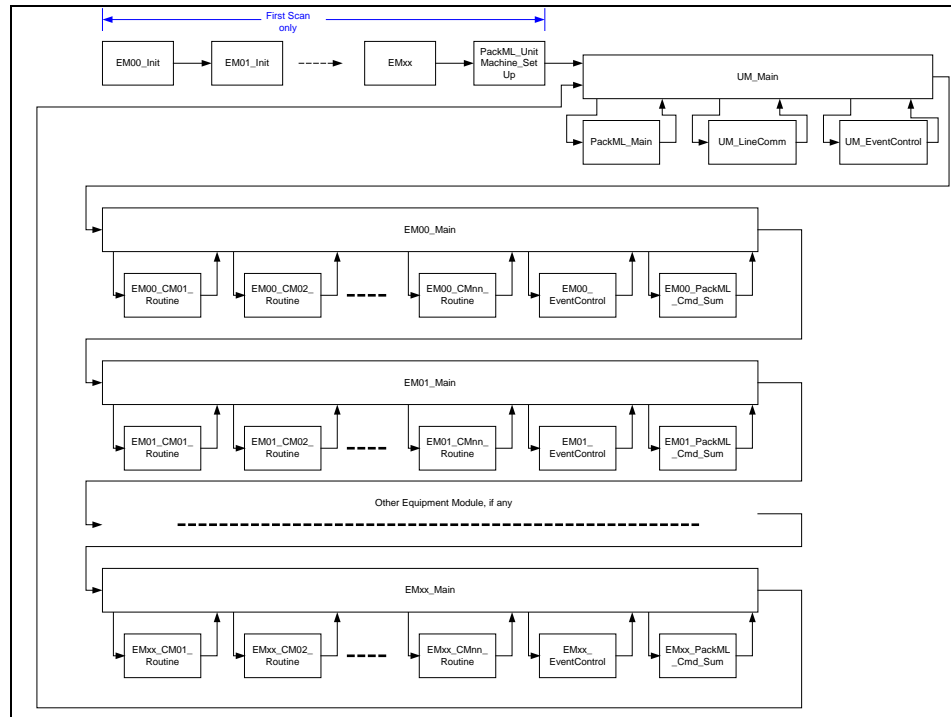 First Scan
only
EM00_Init
EM01_Init
EMxx
PackML_Unit
Machine_Set
Up
UM_Main
PackML_Main
UM_LineComm
UM_EventControl
EM00_Main
EM00_CM01_
Routine
EM00_CM02_
Routine
EM00_CMnn_
Routine
EM00_
EventControl
EM00_PackML
_Cmd_Sum
EM01_Main
EM01_CM01_
Routine
EM01_CM02_
Routine
EM01_CMnn_
Routine
EM01_
EventControl
EM01_PackML
_Cmd_Sum
Other Equipment Module, if any
EMxx_Main
EMxx_CM01_
Routine
EMxx_CM02_
Routine
EMxx_CMnn_
Routine
EMxx_
EventControl
EMxx_PackML
_Cmd_Sum